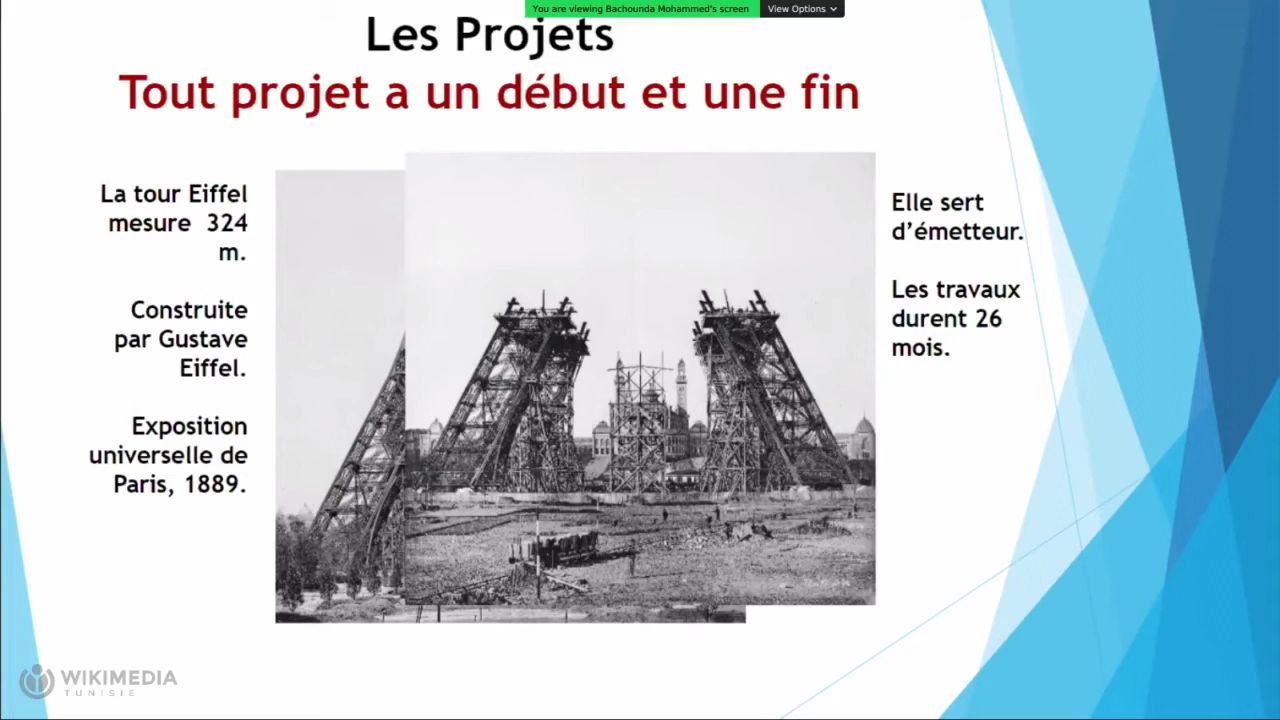 You are viewing Bachounda Mohammed's screen
View Options
Les Projets
Tout projet a un début et une fin
La tour Eiffel
mesure 324
m.
Construite
par Gustave
Eiffel.
Exposition
universelle de
Paris, 1889.
Elle sert
d'émetteur.
Les travaux
durent 26
mois.
WIKIMEDIA
TUNISIE